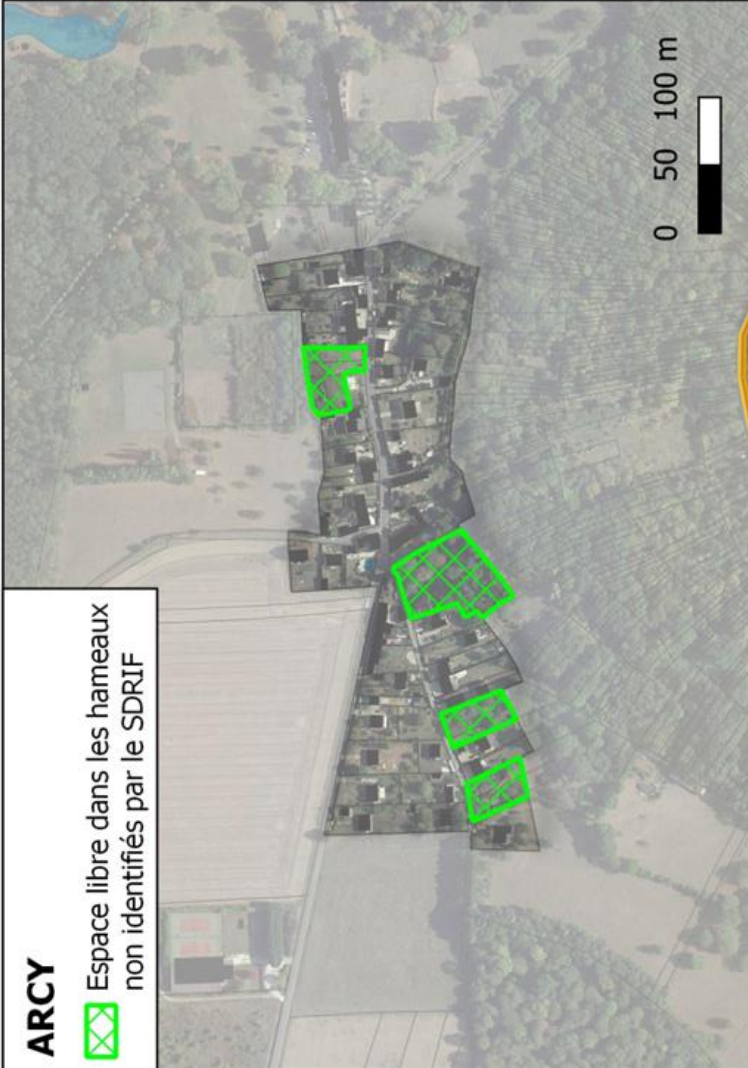 ARCY
Espace libre dans les hameaux
non identifiés par le SDRIF
0 50 100 m